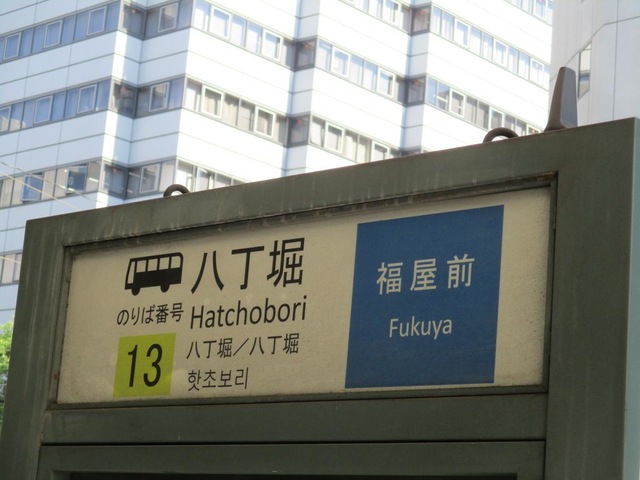 八丁堀
のりば番号
Hatchobori
13
八丁堀／八丁堀
핫초보리
福屋前
Fukuya